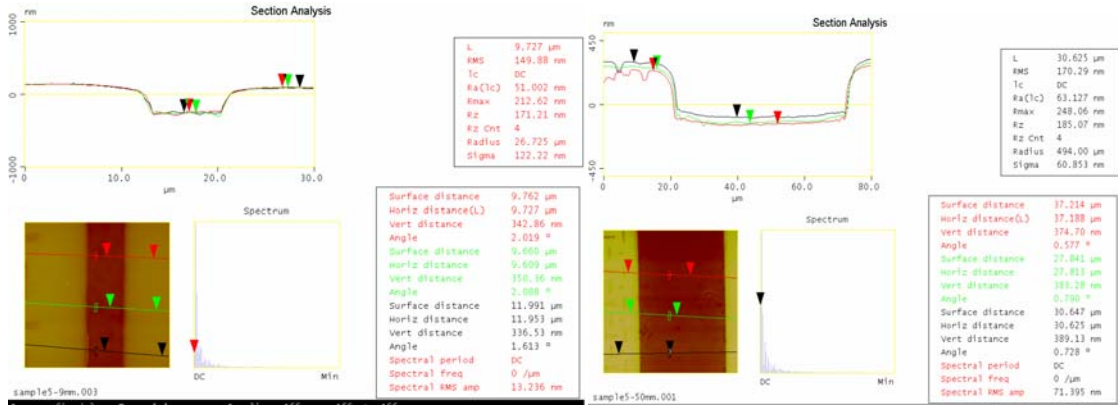 nm
Section Analysis
1000
0
-1000
0
10.0
20.0
30.0
μm
L 9.727 μm
RMS 149.88 nm
lc DC
Ra(lc) 51.002 nm
Rmax 212.62 nm
Rz 171.21 nm
Rz Cnt 4
Radius 26.725 μm
Sigma 122.22 nm
Spectrum
DC
Min
Surface distance 9.762 μm
Horiz distance(L) 9.727 μm
Vert distance 342.86 nm
Angle 2.019 °
Surface distance 9.660 μm
Horiz distance 9.609 μm
Vert distance 350.36 nm
Angle 2.088 °
Surface distance 11.991 μm
Horiz distance 11.953 μm
Vert distance 336.53 nm
Angle 1.613 °
Spectral period DC
Spectral freq 0 /μm
Spectral RMS amp 13.236 nm
sample5-9mm.003
nm
Section Analysis
450
0
-450
0
20.0
40.0
60.0
80.0
μm
L 30.625 μm
RMS 170.29 nm
lc DC
Ra(lc) 63.127 nm
Rmax 248.06 nm
Rz 185.07 nm
Rz Cnt 4
Radius 494.00 μm
Sigma 60.853 nm
Spectrum
DC
Min
Surface distance 37.214 μm
Horiz distance(L) 37.188 μm
Vert distance 374.70 nm
Angle 0.577 °
Surface distance 27.841 μm
Horiz distance 27.813 μm
Vert distance 383.28 nm
Angle 0.790 °
Surface distance 30.647 μm
Horiz distance 30.625 μm
Vert distance 389.13 nm
Angle 0.728 °
Spectral period DC
Spectral freq 0 /μm
Spectral RMS amp 71.395 nm
sample5-50mm.001